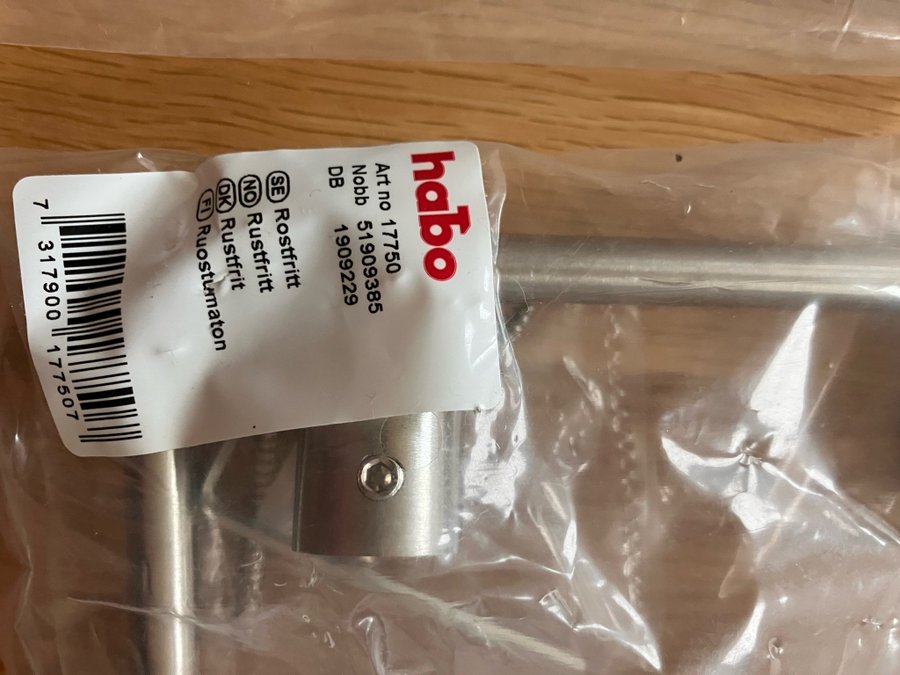 habo
Art no 17750
Nobb 51909385
DB 1909229
SE Rostfritt
NO Rustfritt
DK Rustfrit
FI Ruostumaton
7 317900 177507